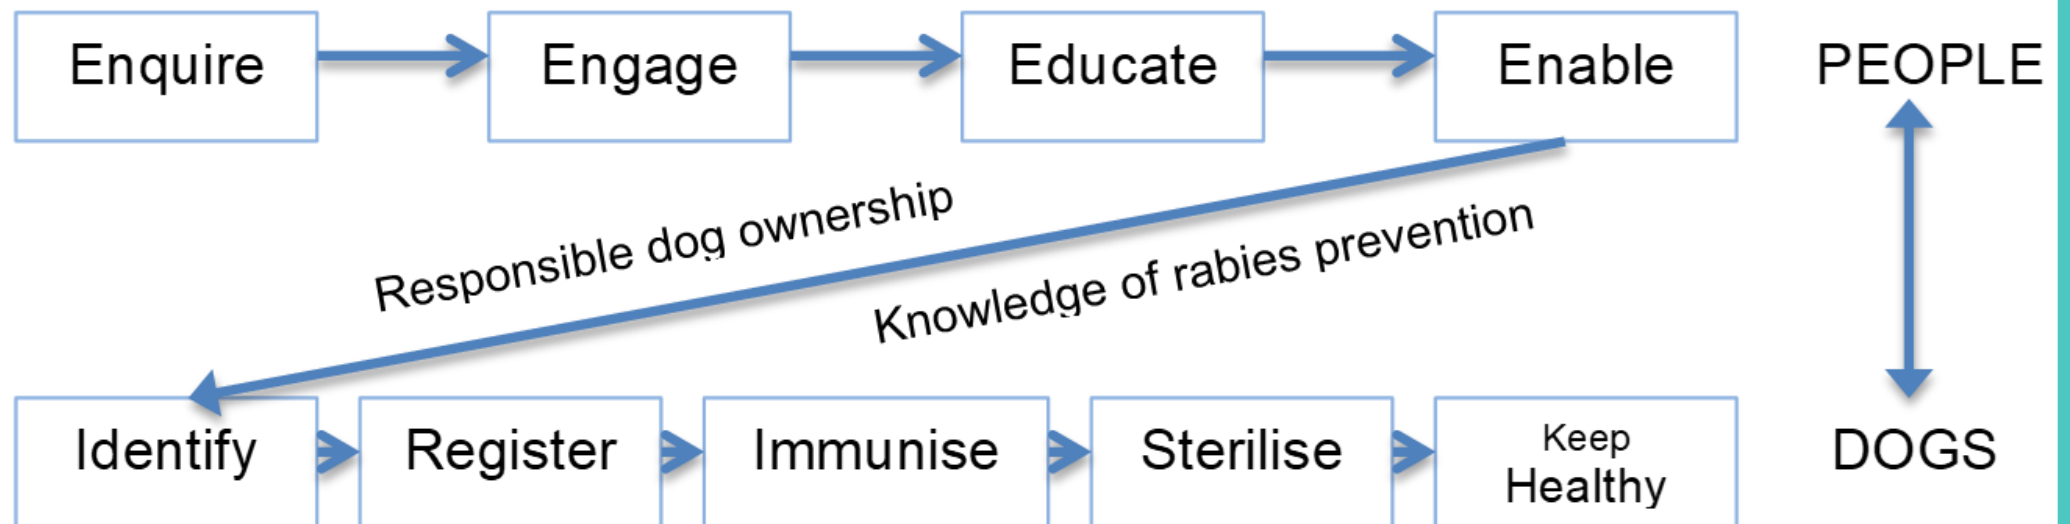 Enquire
Engage
Educate
Enable
PEOPLE
Responsible dog ownership
Knowledge of rabies prevention
Identify
Register
Immunise
Sterilise
Keep
Healthy
DOGS